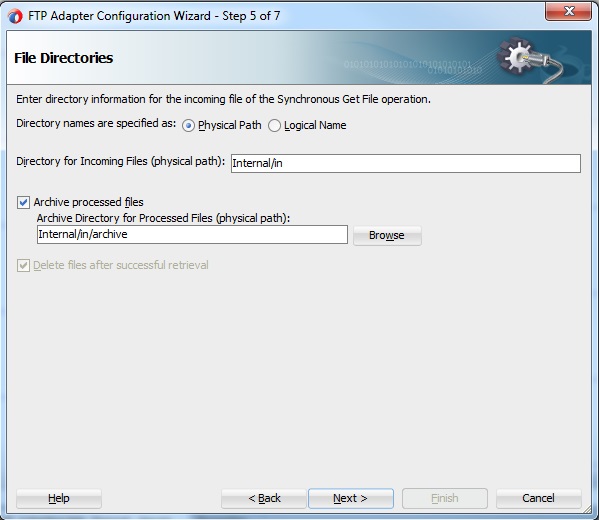 FTP Adapter Configuration Wizard - Step 5 of 7
File Directories
0101010101010101010101010101
01010101010
Enter directory information for the incoming file of the Synchronous Get File operation.
Directory names are specified as: Physical Path Logical Name
Directory for Incoming Files (physical path): Internal/in
Archive processed files
Archive Directory for Processed Files (physical path):
Internal/in/archive Browse
Delete files after successful retrieval
Help < Back Next > Finish Cancel